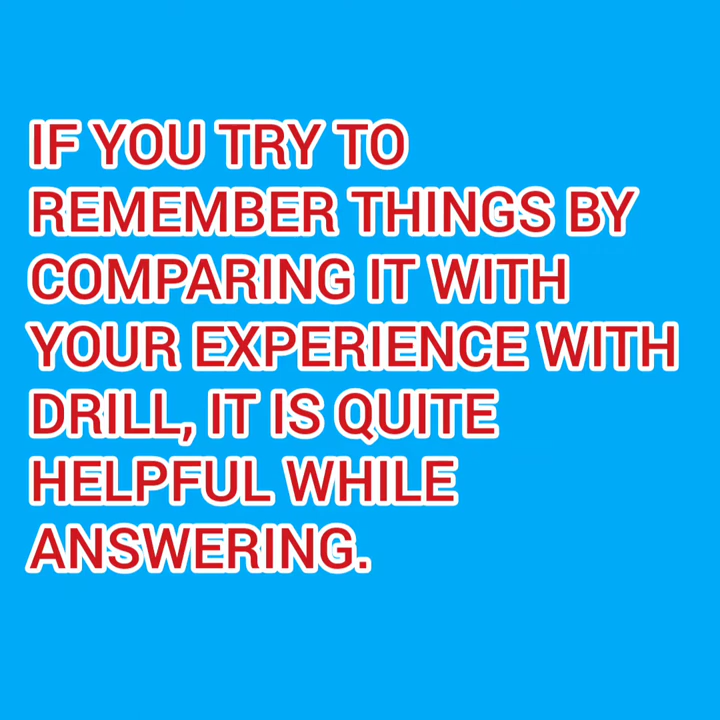 IF YOU TRY TO
REMEMBER THINGS BY
COMPARING IT WITH
YOUR EXPERIENCE WITH
DRILL, IT IS QUITE
HELPFUL WHILE
ANSWERING.